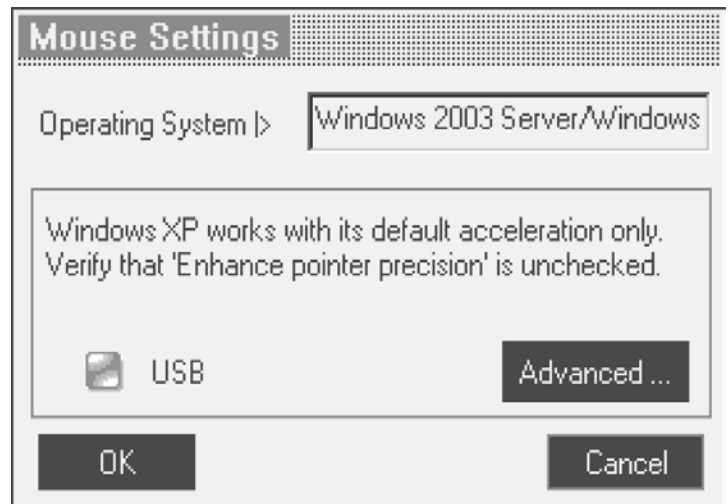 Mouse Settings
Operating System |> Windows 2003 Server/Windows
Windows XP works with its default acceleration only.
Verify that 'Enhance pointer precision' is unchecked.
USB Advanced ...
OK Cancel